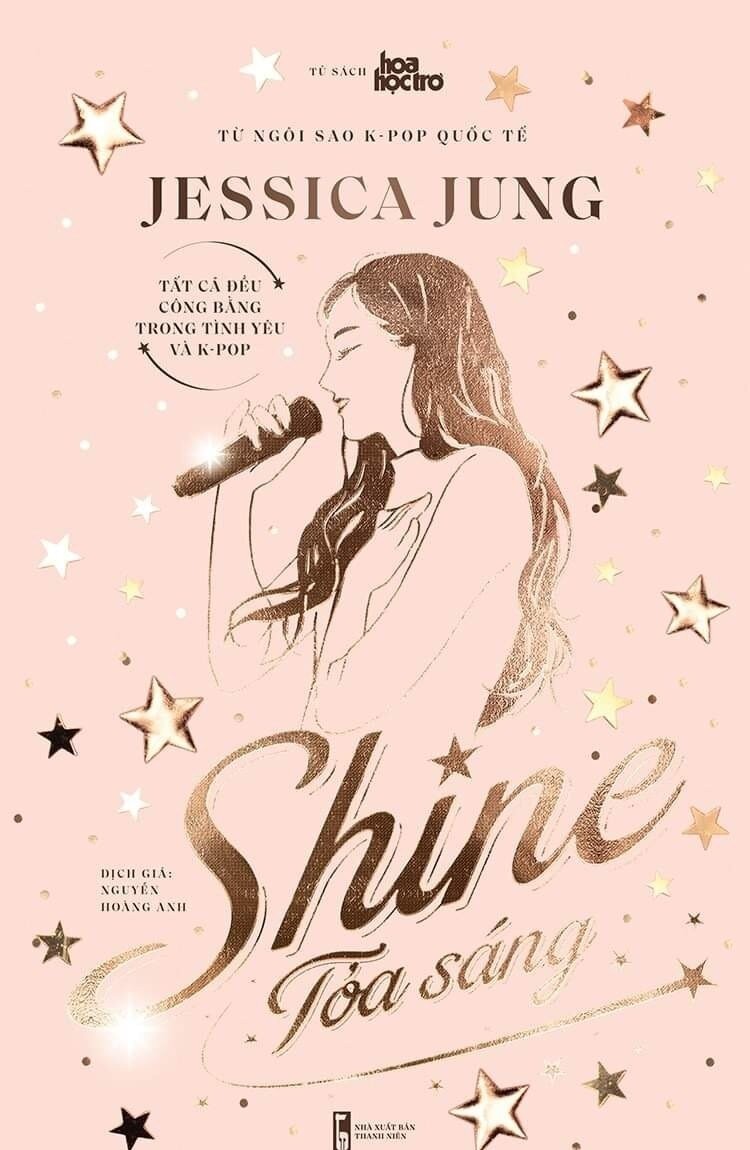 TỦ SÁCH hoa
học trò
TỪ NGÔI SAO K-POP QUỐC TẾ
JESSICA JUNG
TẤT CẢ ĐỀU
CÔNG BẰNG
TRONG TÌNH YÊU
VÀ K-POP
Shine
Tỏa sáng
DỊCH GIẢ:
NGUYỄN
HOÀNG ANH
NHÀ XUẤT BẢN
THANH NIÊN